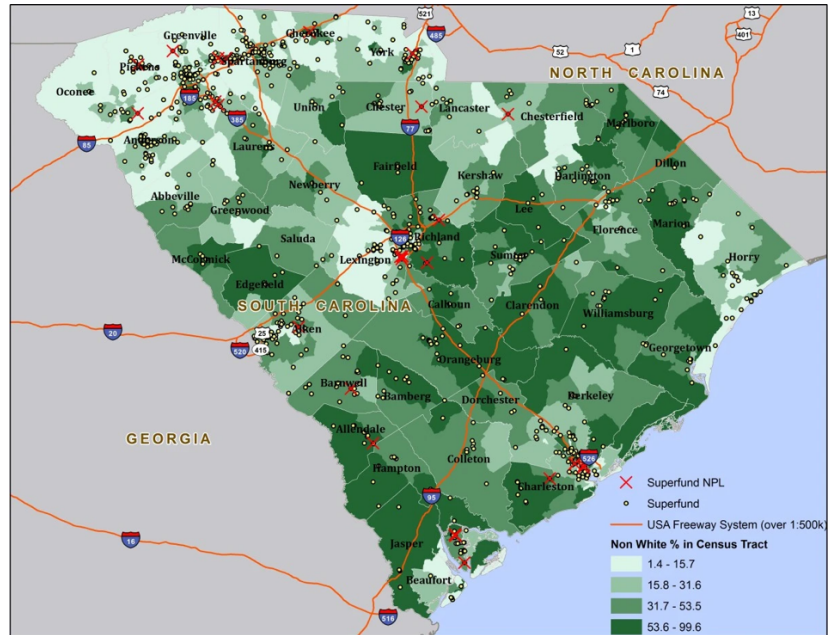 521
485
13
401
52
1
NORTH CAROLINA
74
Greenville
Cherokee
York
Pickens
Spartanburg
Oconee
185
385
Union
Chester
Lancaster
Chesterfield
Marlboro
77
85
Anderson
Laurens
Fairfield
Kershaw
Darlington
Dillon
Abbeville
Greenwood
Newberry
Lee
Florence
Marion
Saluda
126
Richland
Horry
McCormick
Lexington
Sumter
Edgefield
SOUTH CAROLINA
Calhoun
Clarendon
Williamsburg
20
25
415
520
Aiken
Orangeburg
Georgetown
Barnwell
Bamberg
Dorchester
Berkeley
GEORGIA
Allendale
Hampton
Colleton
526
Charleston
95
16
Jasper
Beaufort
516
Superfund NPL
Superfund
USA Freeway System (over 1:500k)
Non White % in Census Tract
1.4 - 15.7
15.8 - 31.6
31.7 - 53.5
53.6 - 99.6